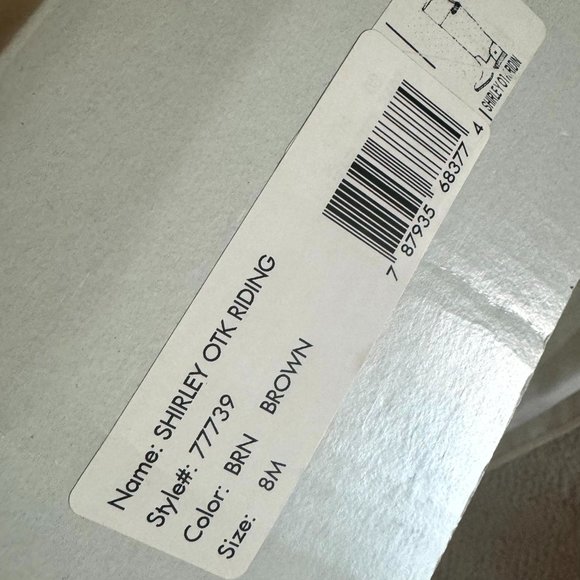 SHIRLEY OTK RIDIN
7 87935 68377 4
Name: SHIRLEY OTK RIDING
Style#: 77739
Color: BRN BROWN
Size: 8M